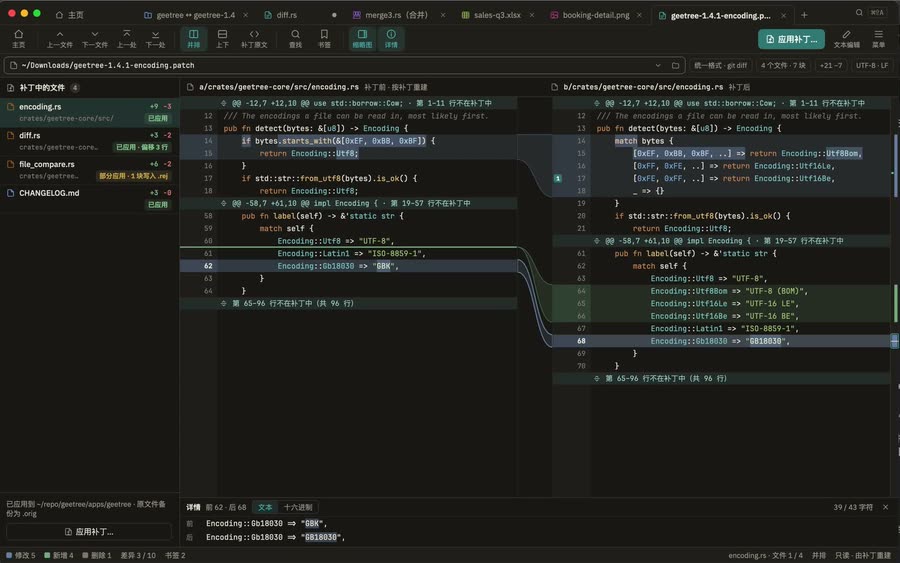 主页
geetree ↔ geetree-1.4
diff.rs
merge3.rs（合并）
sales-q3.xlsx
booking-detail.png
geetree-1.4.1-encoding.p…
主页 上一文件 下一文件 上一处 下一处 并排 上下 补丁原文 查找 书签 缩略图 详情 应用补丁… 文本编辑 菜单
~/Downloads/geetree-1.4.1-encoding.patch
统一格式 · git diff
4 个文件 · 7 块
+21 -7
UTF-8 · LF
补丁中的文件 4
encoding.rs +9 -3
crates/geetree-core/src/ 已应用
diff.rs +3 -2
crates/geetree-core… 已应用 · 偏移 3 行
file_compare.rs +6 -2
crates/geetree… 部分应用 · 1 块写入 .rej
CHANGELOG.md +3 -0
已应用
已应用到 ~/repo/geetree/apps/geetree · 原文件备
份为 .orig
应用补丁…
a/crates/geetree-core/src/encoding.rs 补丁前 · 按补丁重建
@@ -12,7 +12,10 @@ use std::borrow::Cow; · 第 1–11 行不在补丁中
12 /// The encodings a file can be read in, most likely first.
13 pub fn detect(bytes: &[u8]) -> Encoding {
14 if bytes.starts_with(&[0xEF, 0xBB, 0xBF]) {
15 return Encoding::Utf8;
16 }
17 if std::str::from_utf8(bytes).is_ok() {
18 return Encoding::Utf8;
@@ -58,7 +61,10 @@ impl Encoding { · 第 19–57 行不在补丁中
58 pub fn label(self) -> &'static str {
59 match self {
60 Encoding::Utf8 => "UTF-8",
61 Encoding::Latin1 => "ISO-8859-1",
62 Encoding::Gb18030 => "GBK",
63 }
64 }
第 65–96 行不在补丁中（共 96 行）
b/crates/geetree-core/src/encoding.rs 补丁后
@@ -12,7 +12,10 @@ use std::borrow::Cow; · 第 1–11 行不在补丁中
12 /// The encodings a file can be read in, most likely first.
13 pub fn detect(bytes: &[u8]) -> Encoding {
14 match bytes {
15 [0xEF, 0xBB, 0xBF, ..] => return Encoding::Utf8Bom,
16 [0xFF, 0xFE, ..] => return Encoding::Utf16Le,
1 17 [0xFE, 0xFF, ..] => return Encoding::Utf16Be,
18 _ => {}
19 }
20 if std::str::from_utf8(bytes).is_ok() {
21 return Encoding::Utf8;
@@ -58,7 +61,10 @@ impl Encoding { · 第 19–57 行不在补丁中
61 pub fn label(self) -> &'static str {
62 match self {
63 Encoding::Utf8 => "UTF-8",
64 Encoding::Utf8Bom => "UTF-8 (BOM)",
65 Encoding::Utf16Le => "UTF-16 LE",
66 Encoding::Utf16Be => "UTF-16 BE",
67 Encoding::Latin1 => "ISO-8859-1",
68 Encoding::Gb18030 => "GB18030",
69 }
70 }
第 65–96 行不在补丁中（共 96 行）
详情 前 62 · 后 68 文本 十六进制 39 / 43 字符
前 Encoding::Gb18030 => "GBK",
后 Encoding::Gb18030 => "GB18030",
修改 5 新增 4 删除 1 差异 3 / 10 书签 2
encoding.rs · 文件 1 / 4 并排 只读 · 由补丁重建